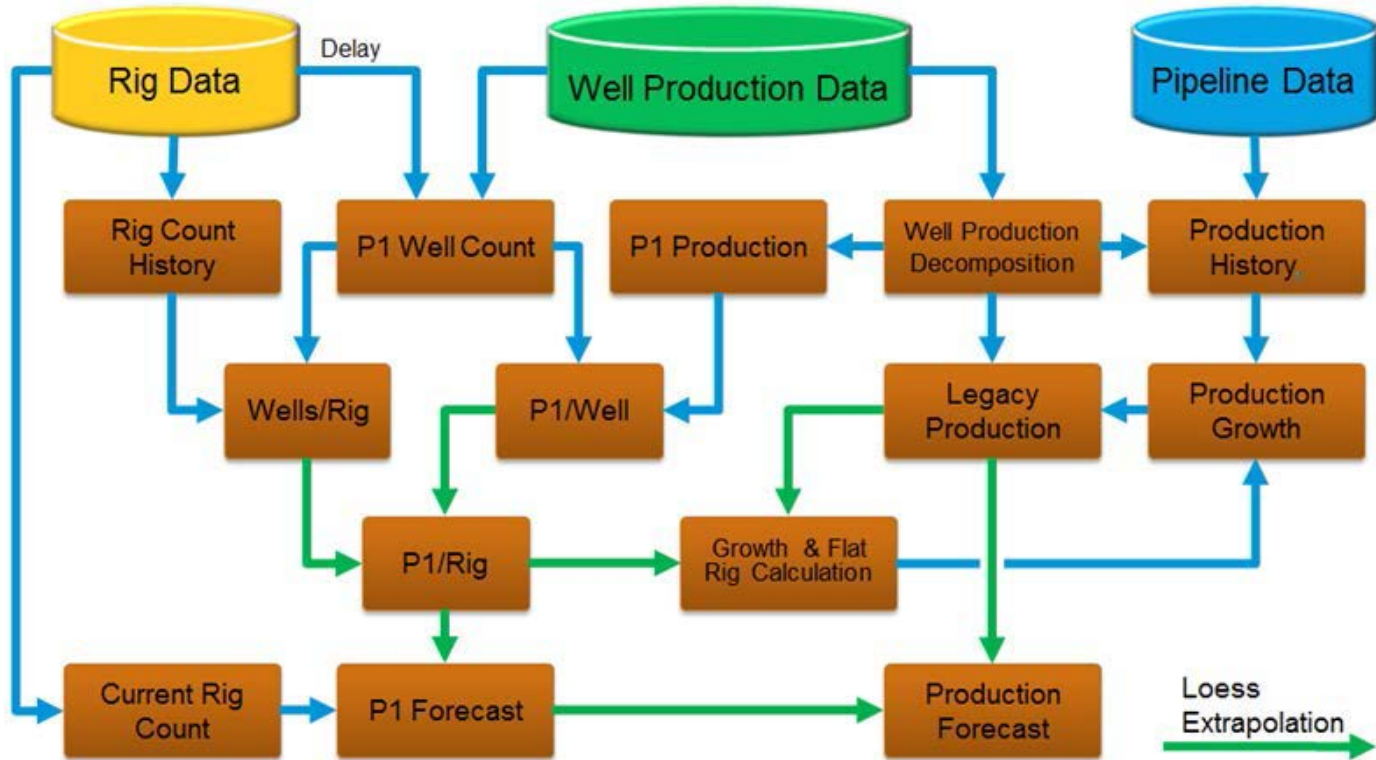 Delay
Rig Data
Well Production Data
Pipeline Data
Rig Count
History
P1 Well Count
P1 Production
Well Production
Decomposition
Production
History
Wells/Rig
P1/Well
Legacy
Production
Production
Growth
P1/Rig
Growth & Flat
Rig Calculation
Current Rig
Count
P1 Forecast
Production
Forecast
Loess
Extrapolation